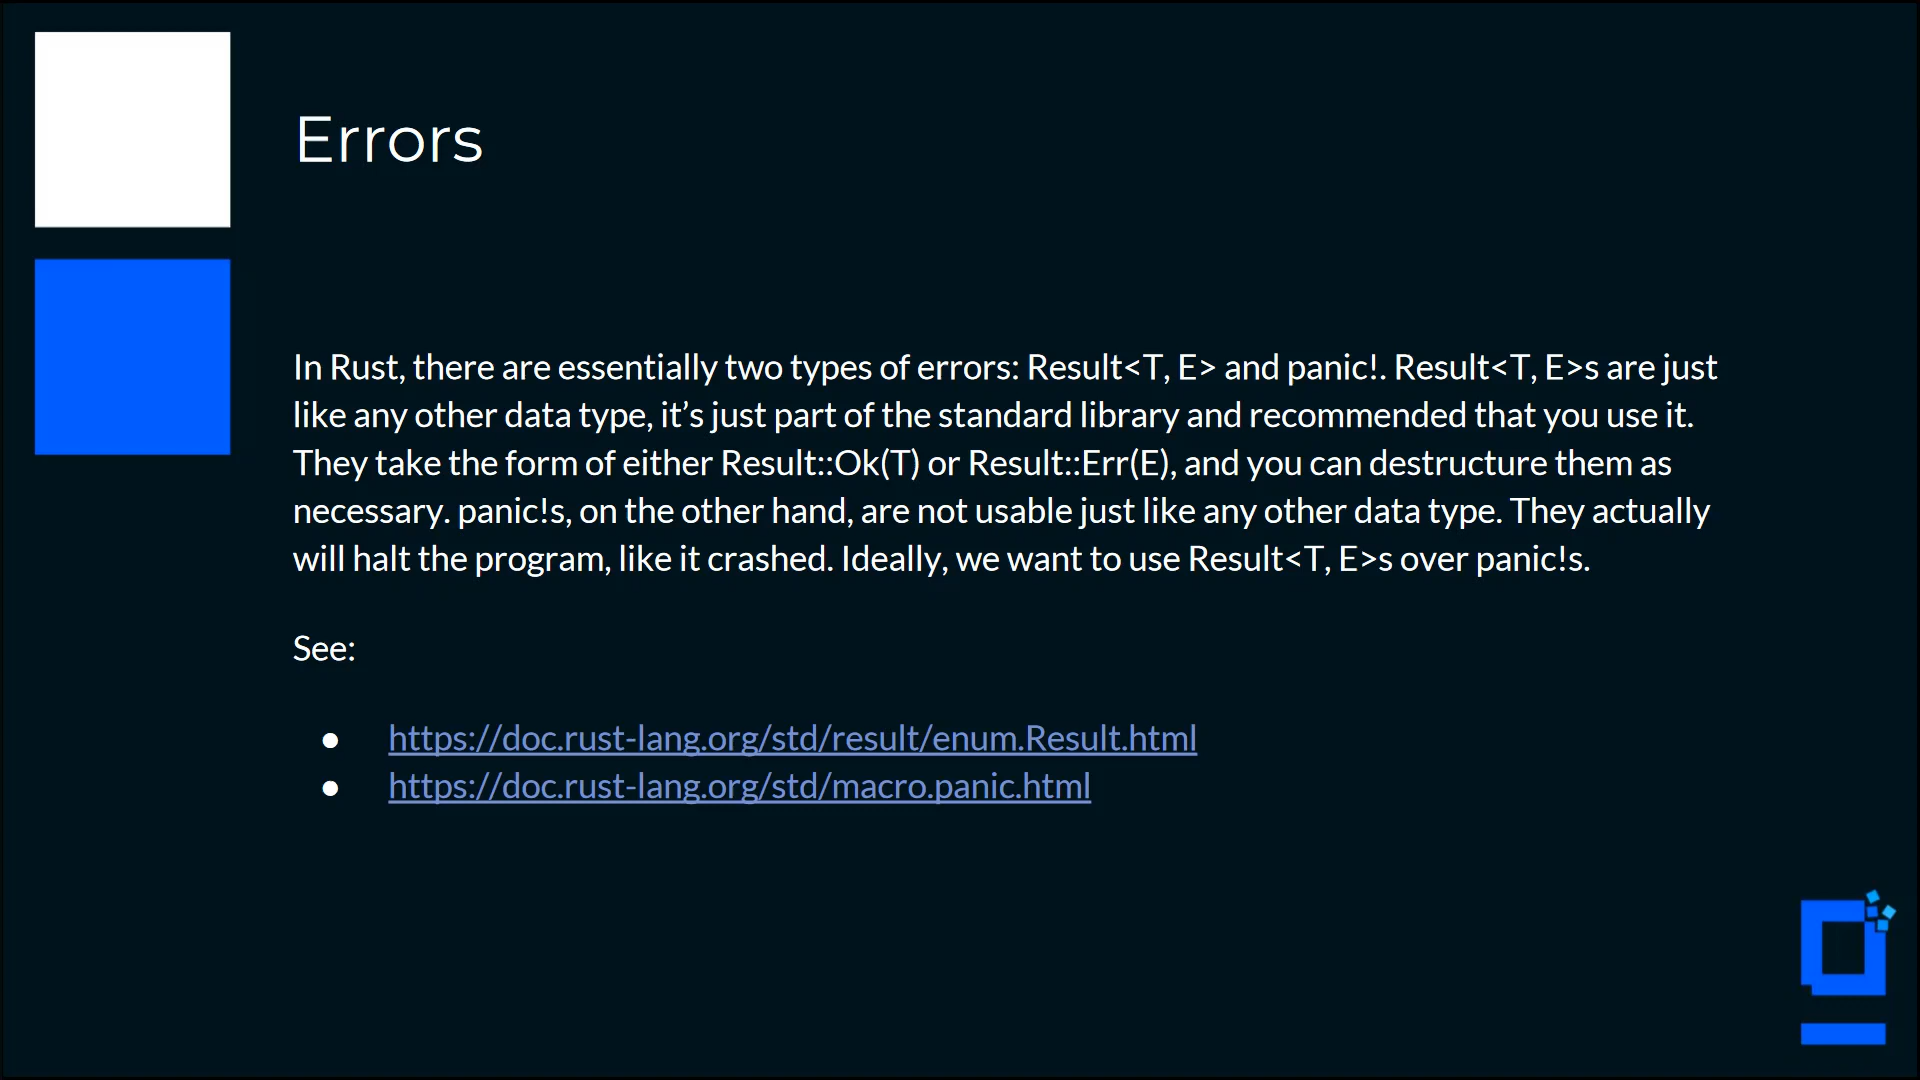 Errors
In Rust, there are essentially two types of errors: Result<T, E> and panic!. Result<T, E>s are just
like any other data type, it’s just part of the standard library and recommended that you use it.
They take the form of either Result::Ok(T) or Result::Err(E), and you can destructure them as
necessary. panic!s, on the other hand, are not usable just like any other data type. They actually
will halt the program, like it crashed. Ideally, we want to use Result<T, E>s over panic!s.
See:
● https://doc.rust-lang.org/std/result/enum.Result.html
● https://doc.rust-lang.org/std/macro.panic.html